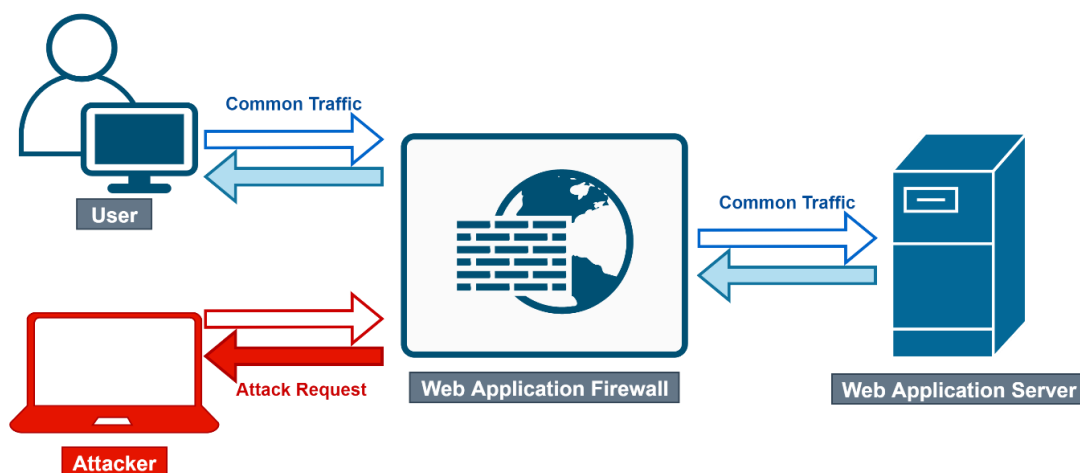 Common Traffic
User
Common Traffic
Attack Request
Web Application Firewall
Web Application Server
Attacker